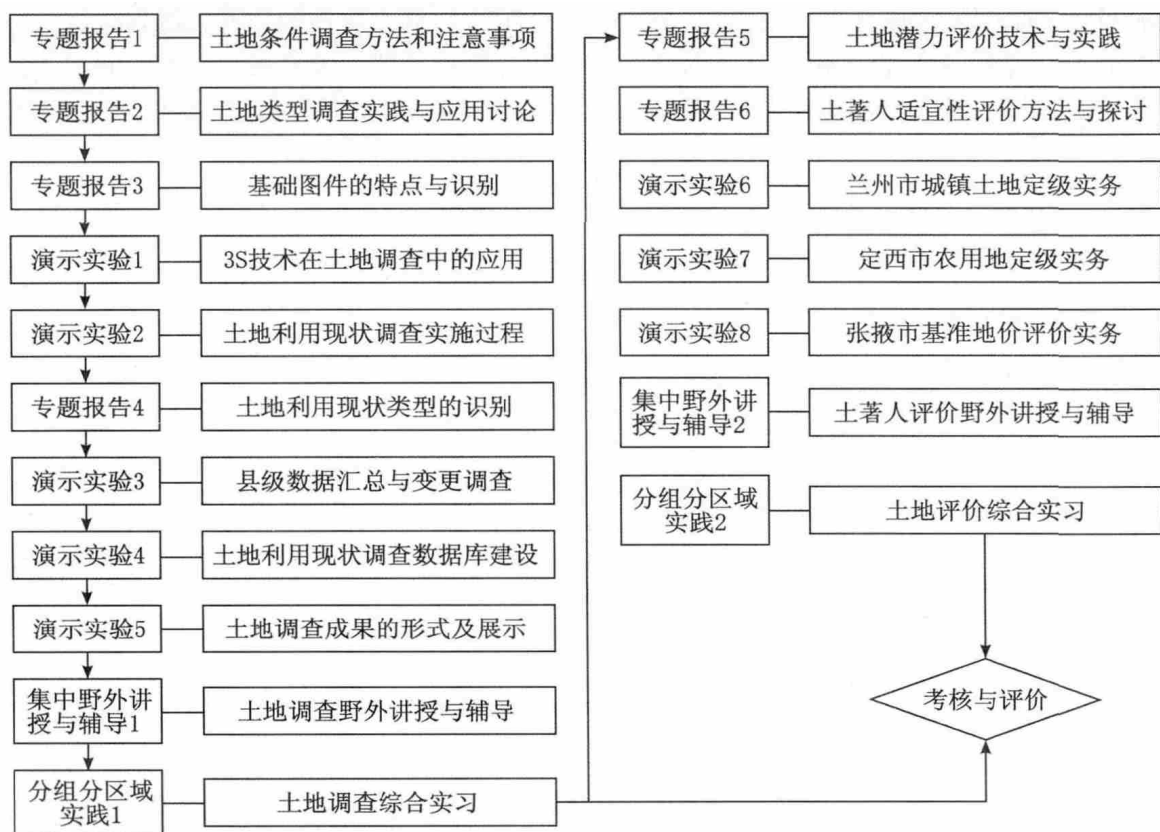 专题报告1
土地条件调查方法和注意事项
专题报告2
土地类型调查实践与应用讨论
专题报告3
基础图件的特点与识别
演示实验1
3S技术在土地调查中的应用
演示实验2
土地利用现状调查实施过程
专题报告4
土地利用现状类型的识别
演示实验3
县级数据汇总与变更调查
演示实验4
土地利用现状调查数据库建设
演示实验5
土地调查成果的形式及展示
集中野外讲
授与辅导1
土地调查野外讲授与辅导
分组分区域
实践1
土地调查综合实习
专题报告5
土地潜力评价技术与实践
专题报告6
土著人适宜性评价方法与探讨
演示实验6
兰州市城镇土地定级实务
演示实验7
定西市农用地定级实务
演示实验8
张掖市基准地价评价实务
集中野外讲
授与辅导2
土著人评价野外讲授与辅导
分组分区域
实践2
土地评价综合实习
考核与评价